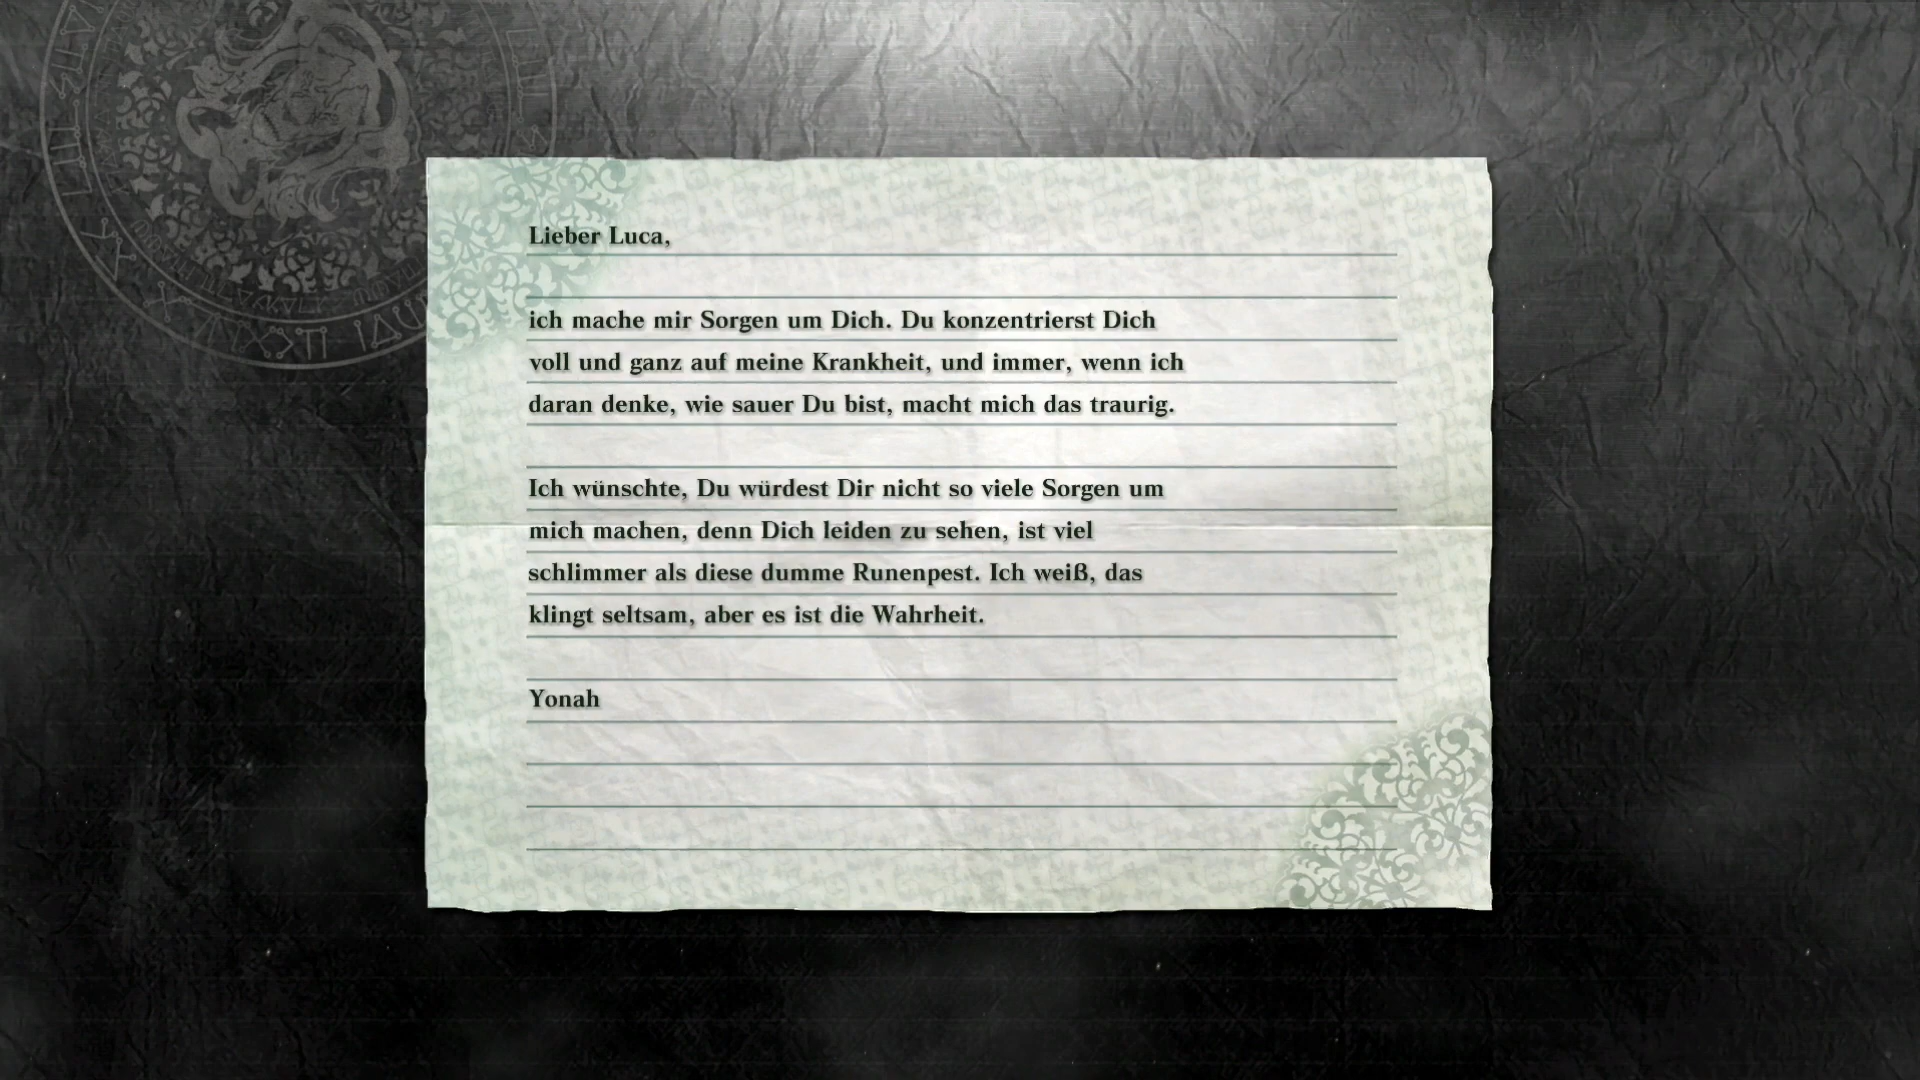 Lieber Luca,
ich mache mir Sorgen um Dich. Du konzentrierst Dich
voll und ganz auf meine Krankheit, und immer, wenn ich
daran denke, wie sauer Du bist, macht mich das traurig.
Ich wünschte, Du würdest Dir nicht so viele Sorgen um
mich machen, denn Dich leiden zu sehen, ist viel
schlimmer als diese dumme Runenpest. Ich weiß, das
klingt seltsam, aber es ist die Wahrheit.
Yonah